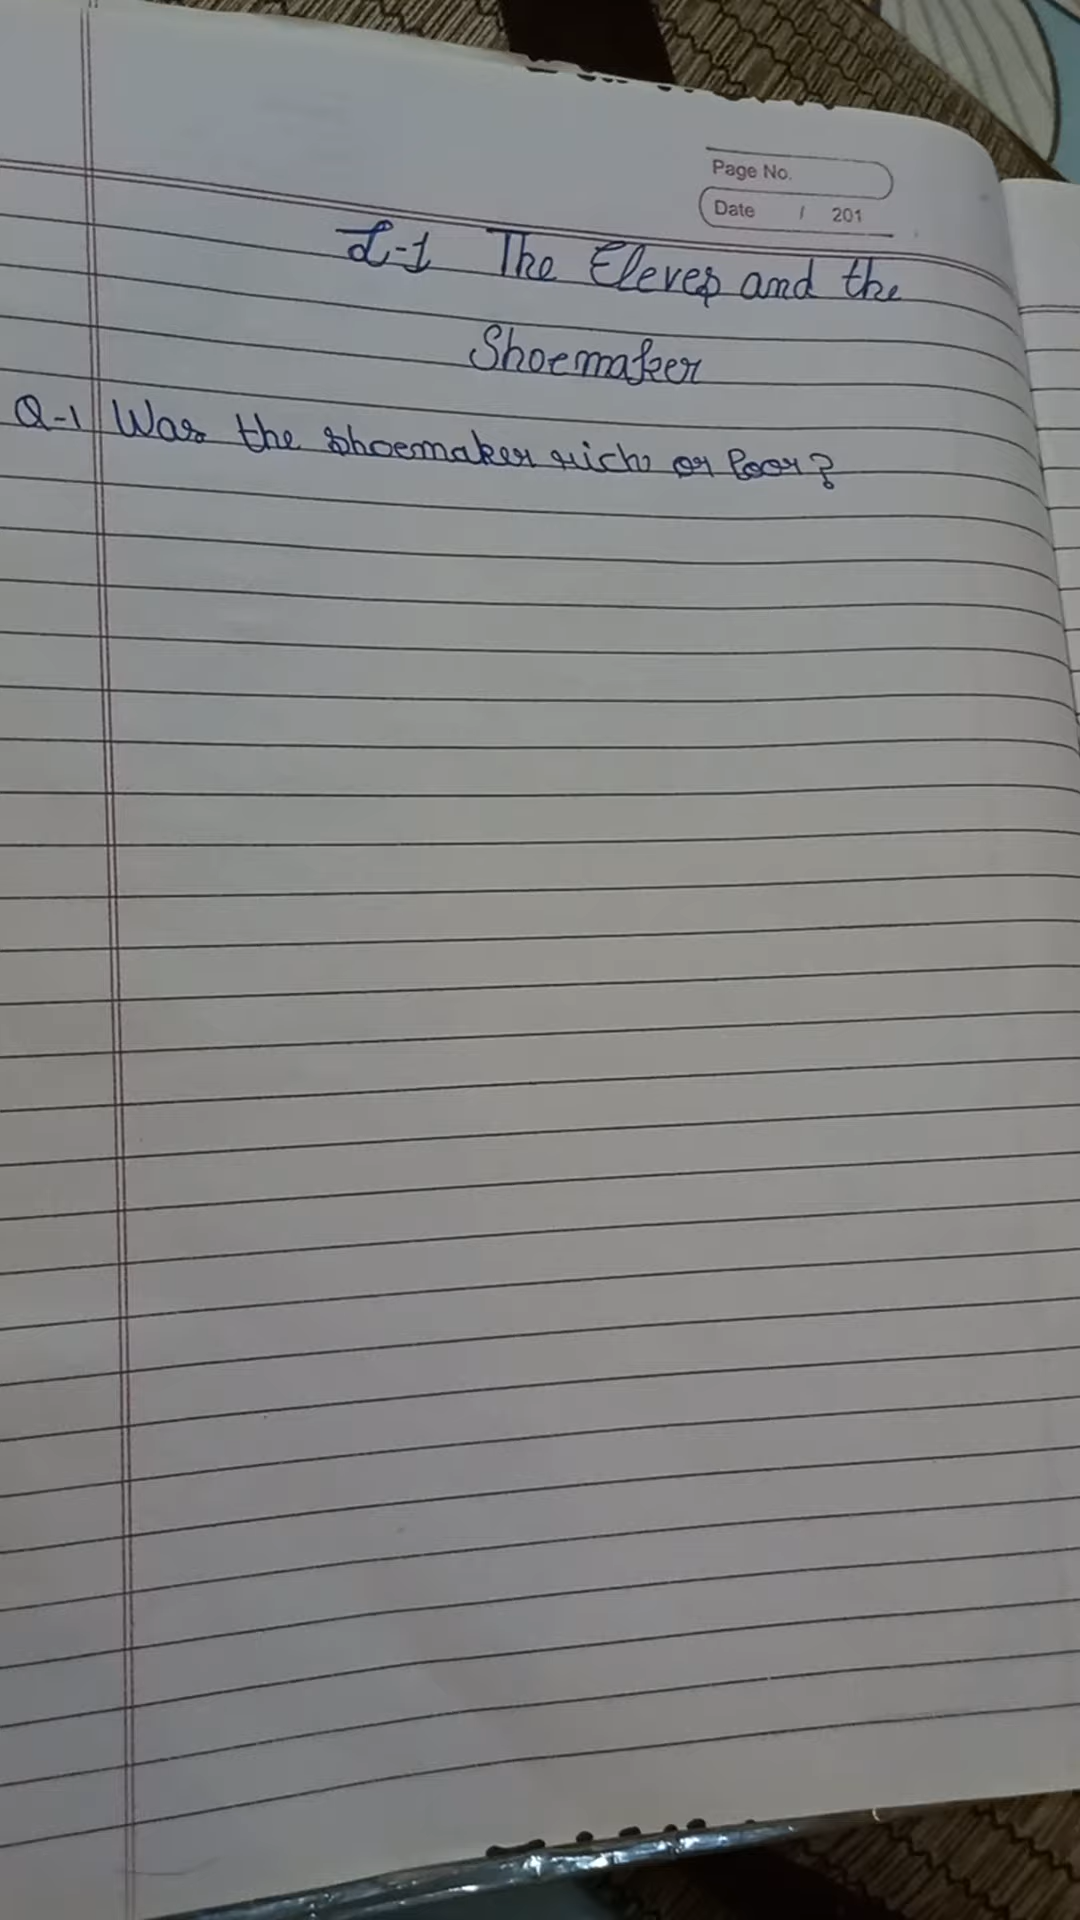 Page No.
Date / 201
L-1 The Eleves and the
Shoemaker
Q-1 Was the shoemaker rich or Poor?